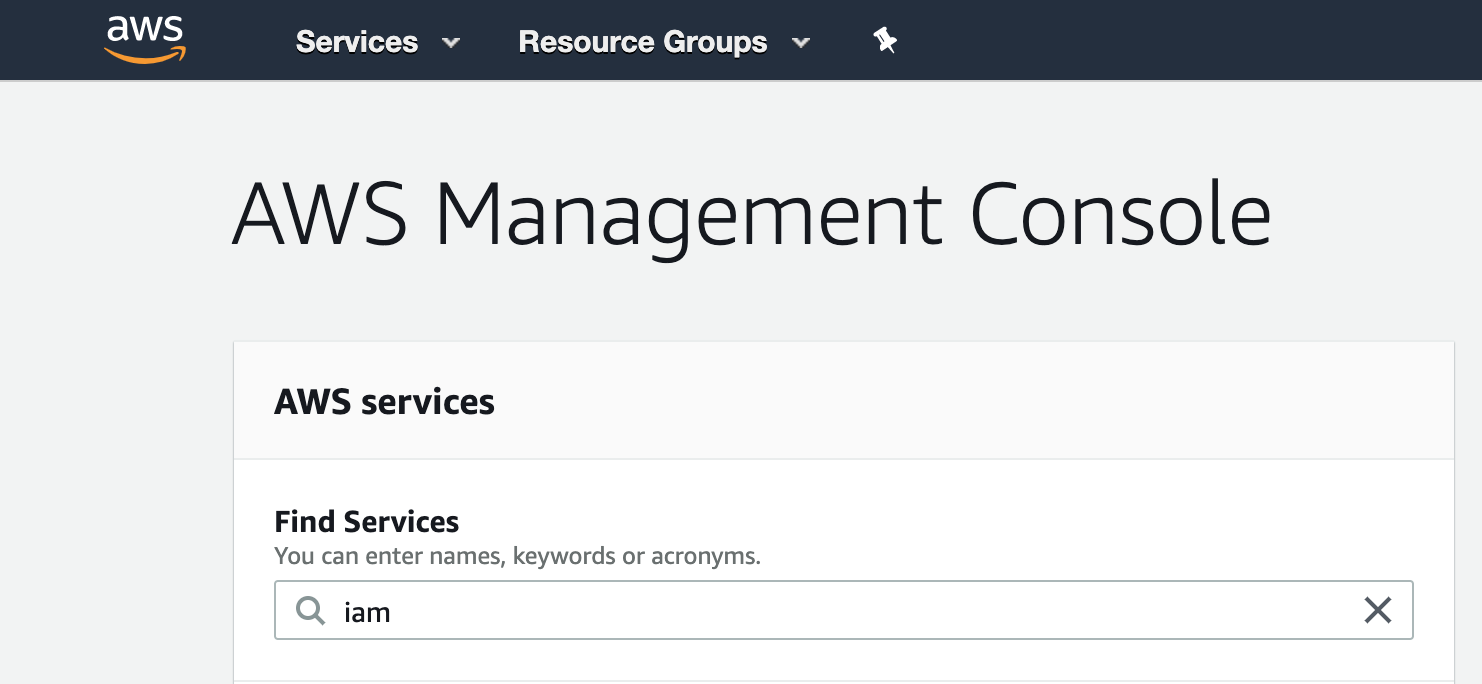 aws Services Resource Groups
AWS Management Console
AWS services
Find Services
You can enter names, keywords or acronyms.
iam